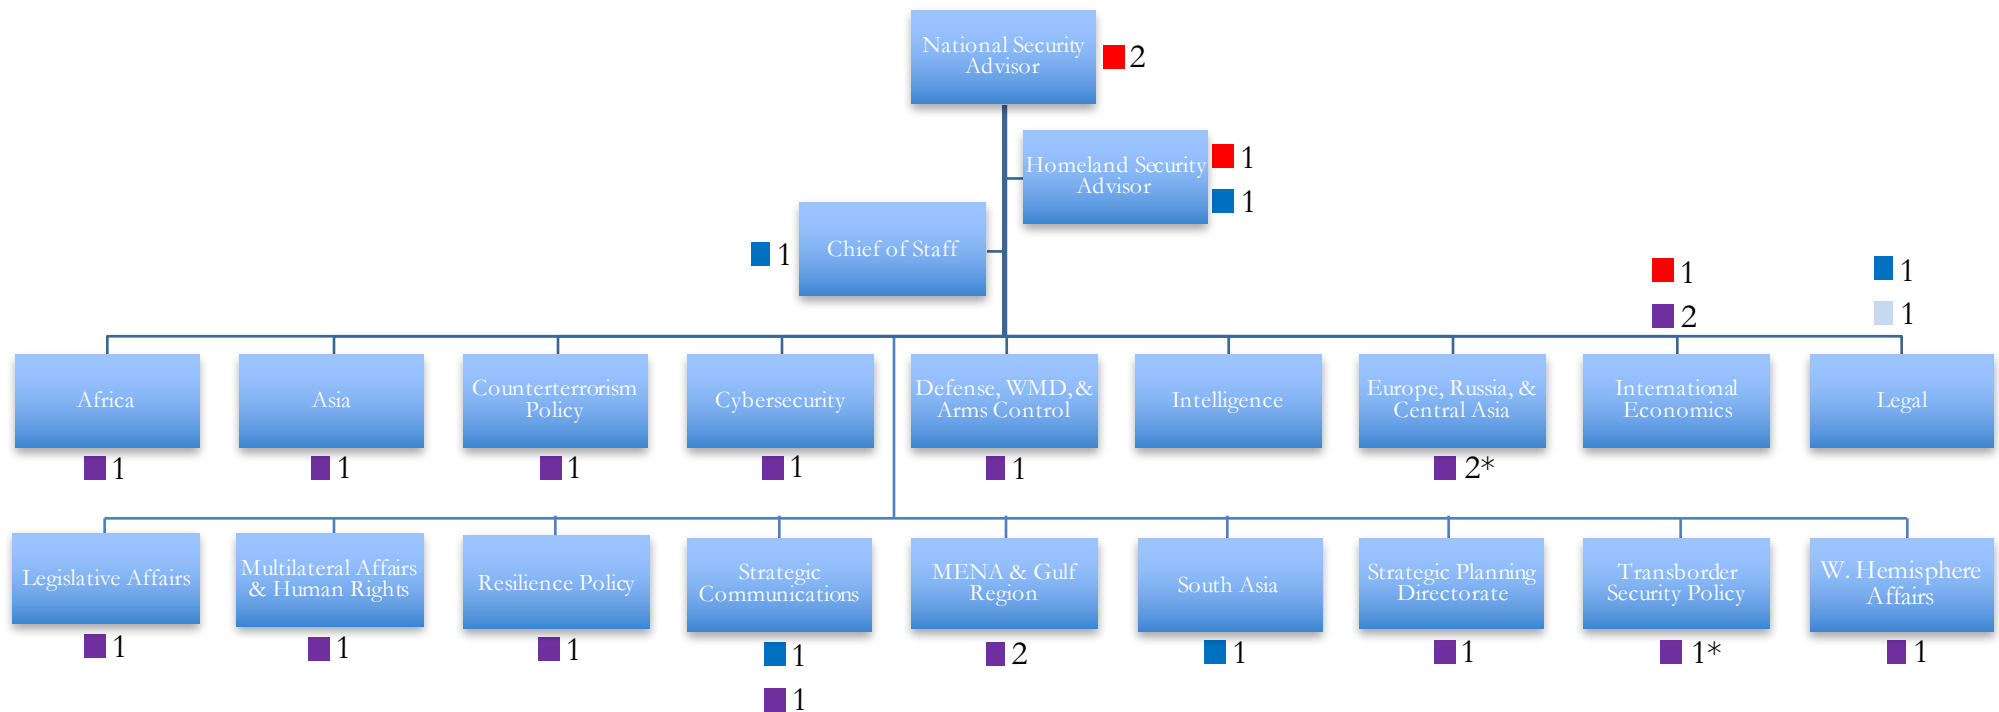 National Security
Advisor
2
Homeland Security
Advisor
1
1
Chief of Staff
1
1
2
1
1
Africa
1
Asia
1
Counterterrorism
Policy
1
Cybersecurity
1
Defense, WMD, &
Arms Control
1
Intelligence
Europe, Russia, &
Central Asia
2*
International
Economics
Legal
Legislative Affairs
1
Multilateral Affairs
& Human Rights
1
Resilience Policy
1
Strategic
Communications
1
1
MENA & Gulf
Region
2
South Asia
1
Strategic Planning
Directorate
1
Transborder
Security Policy
1*
W. Hemisphere
Affairs
1